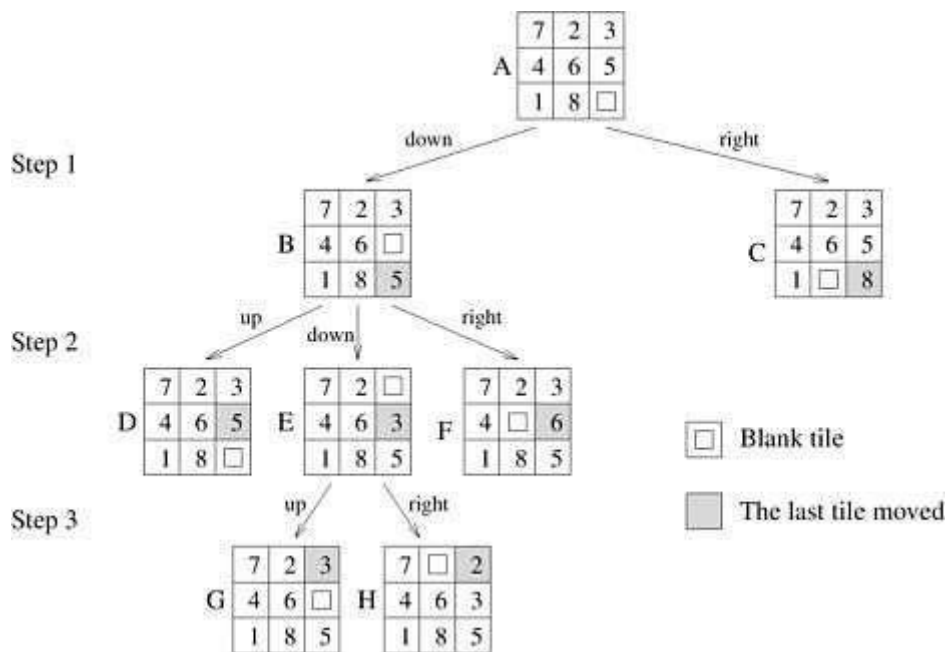 7 2 3
A 4 6 5
1 8
down right
Step 1
7 2 3 7 2 3
B 4 6 C 4 6 5
1 8 5 1 8
up down right
Step 2
7 2 3 7 2 7 2 3
D 4 6 5 E 4 6 3 F 4 6
1 8 1 8 5 1 8 5
Blank tile
up right
Step 3
The last tile moved
7 2 3 7 2
G 4 6 H 4 6 3
1 8 5 1 8 5